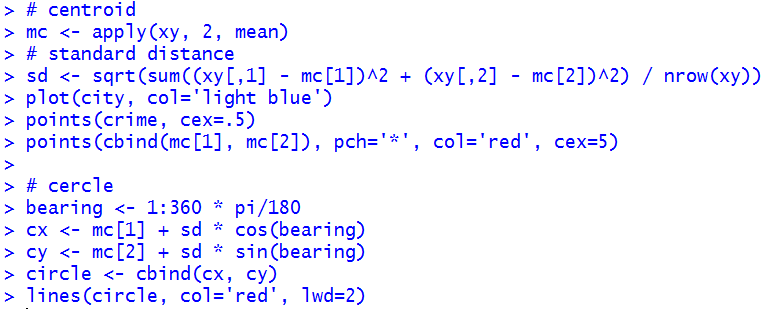 > # centroid
> mc <- apply(xy, 2, mean)
> # standard distance
> sd <- sqrt(sum((xy[,1] - mc[1])^2 + (xy[,2] - mc[2])^2) / nrow(xy))
> plot(city, col='light blue')
> points(crime, cex=.5)
> points(cbind(mc[1], mc[2]), pch='*', col='red', cex=5)
>
> # cercle
> bearing <- 1:360 * pi/180
> cx <- mc[1] + sd * cos(bearing)
> cy <- mc[2] + sd * sin(bearing)
> circle <- cbind(cx, cy)
> lines(circle, col='red', lwd=2)